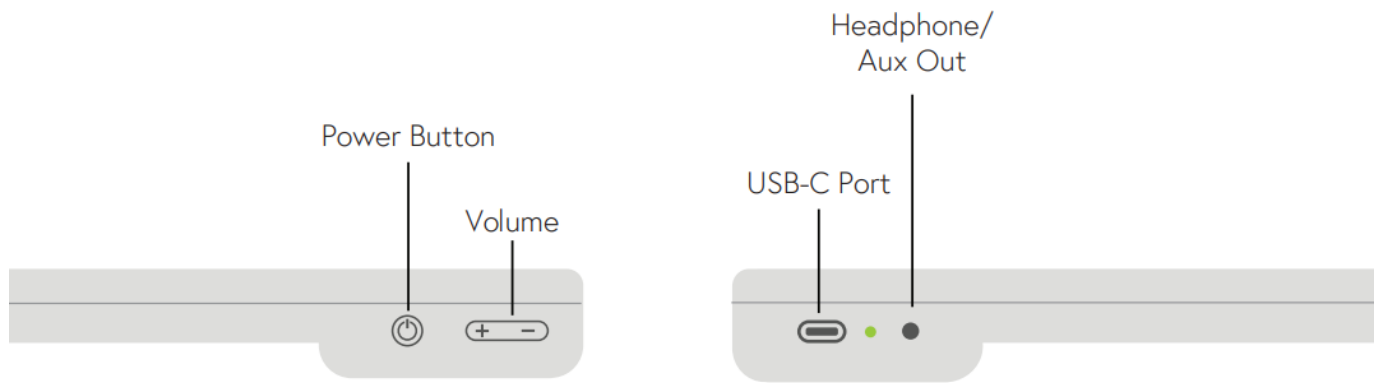 Headphone/
Aux Out
Power Button
USB-C Port
Volume
+ −